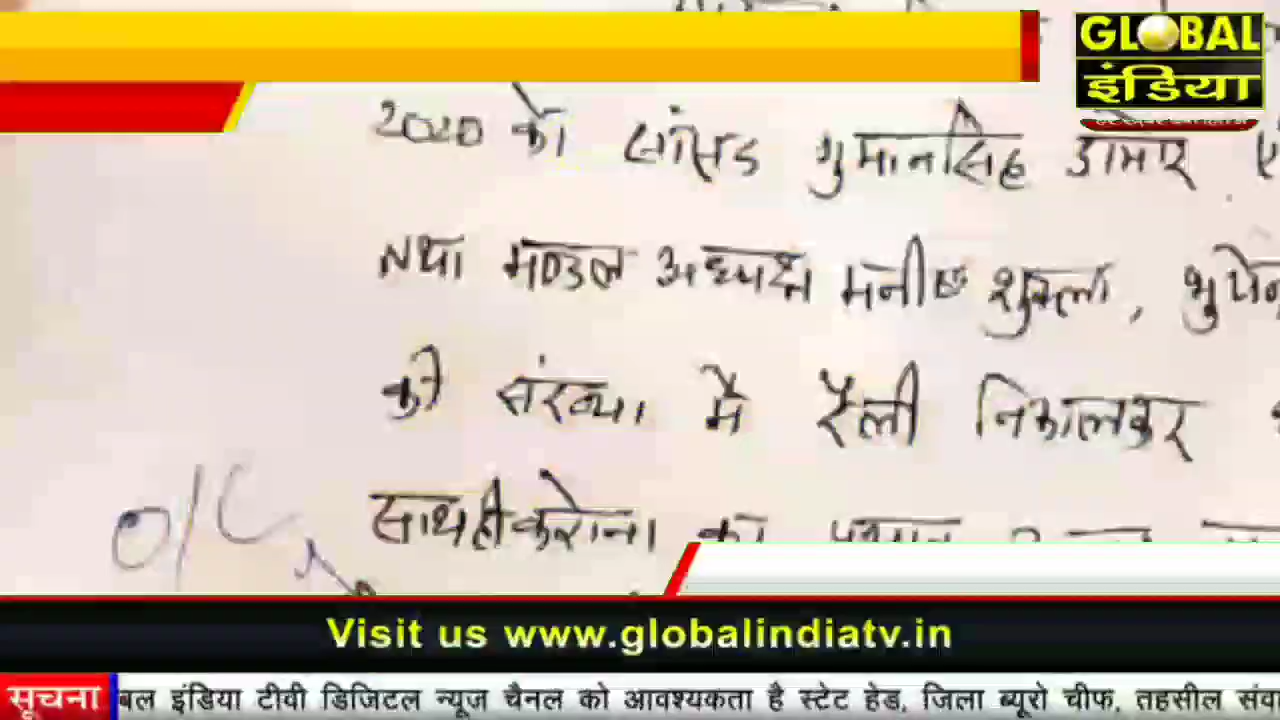 GLOBAL
इंडिया
2020 को सांसद गुमानसिंह डामोर
तथा मण्डल अध्यक्ष मनीष शुक्ला,
की संख्या मे रैली निकालकर
साथ ही करोना का
O/C
Visit us www.globalindiatv.in
सूचना बल इंडिया टीवी डिजिटल न्यूज चैनल को आवश्यकता है स्टेट हेड, जिला ब्यूरो चीफ, तहसील संवा